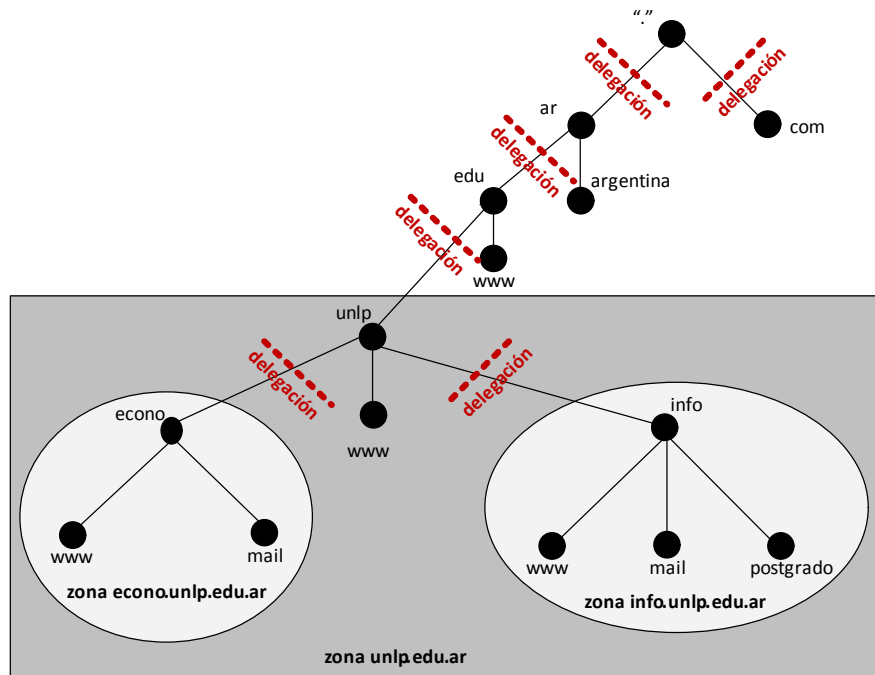 “.”
delegación
delegación
ar
com
delegación
edu
argentina
delegación
www
unlp
delegación
delegación
econo
info
www
www
mail
www
mail
postgrado
zona econo.unlp.edu.ar
zona info.unlp.edu.ar
zona unlp.edu.ar